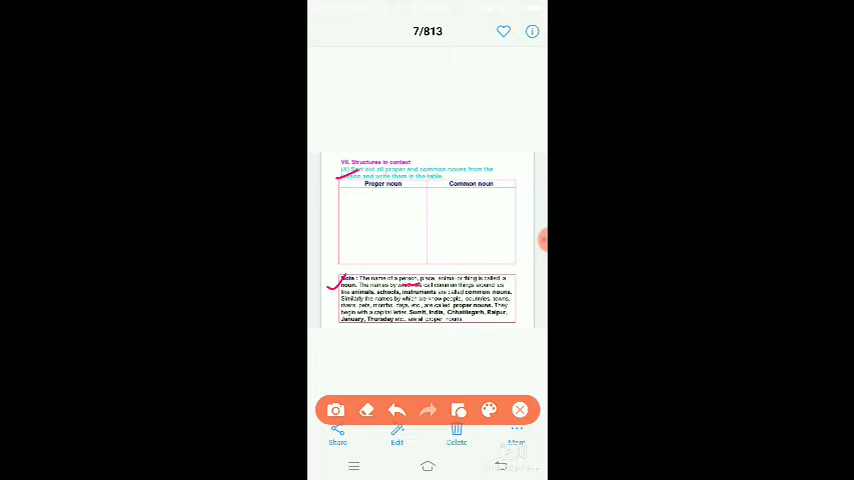 7/813
VII. Structures in context
(A) Sort out all proper and common nouns from the
lesson and write them in the table.
Proper noun Common noun
Note : The name of a person, place, animal or thing is called a
noun. The names by which we call common things around us
like animals, schools, instruments are called common nouns.
Similarly the names by which we know people, countries, towns,
rivers, pets, months, days, etc., are called proper nouns. They
begin with a capital letter. Sumit, India, Chhattisgarh, Raipur,
January, Thursday etc., are all proper nouns
Share Edit Delete More